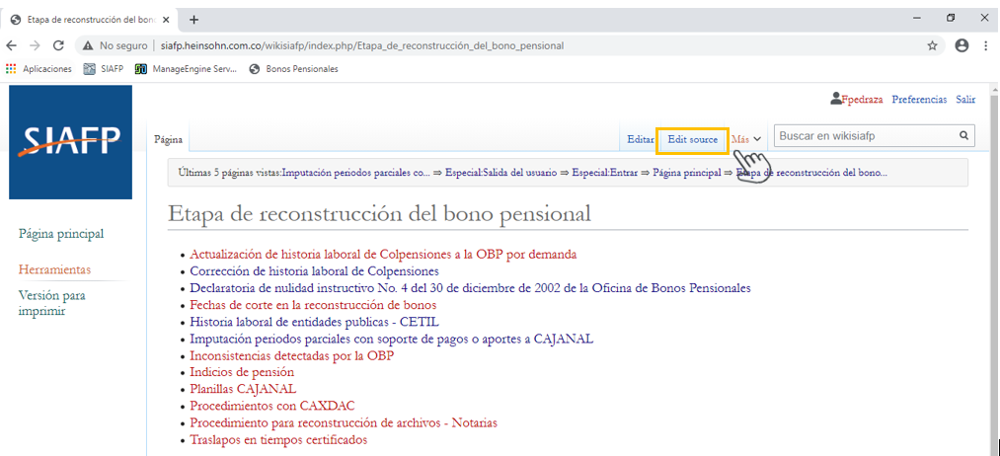 Etapa de reconstrucción del bon
No seguro | siafp.heinsohn.com.co/wikisiafp/index.php/Etapa_de_reconstrucción_del_bono_pensional
Aplicaciones SIAFP ManageEngine Serv... Bonos Pensionales
SIAFP
Fpedraza Preferencias Salir
Página Editar Edit source Más Buscar en wikisiafp
Últimas 5 páginas vistas:Imputación periodos parciales co... ⇒ Especial:Salida del usuario ⇒ Especial:Entrar ⇒ Página principal ⇒ Etapa de reconstrucción del bono...
Etapa de reconstrucción del bono pensional
Página principal
Herramientas
Versión para
imprimir
• Actualización de historia laboral de Colpensiones a la OBP por demanda
• Corrección de historia laboral de Colpensiones
• Declaratoria de nulidad instructivo No. 4 del 30 de diciembre de 2002 de la Oficina de Bonos Pensionales
• Fechas de corte en la reconstrucción de bonos
• Historia laboral de entidades publicas - CETIL
• Imputación periodos parciales con soporte de pagos o aportes a CAJANAL
• Inconsistencias detectadas por la OBP
• Indicios de pensión
• Planillas CAJANAL
• Procedimientos con CAXDAC
• Procedimiento para reconstrucción de archivos - Notarias
• Traslapos en tiempos certificados